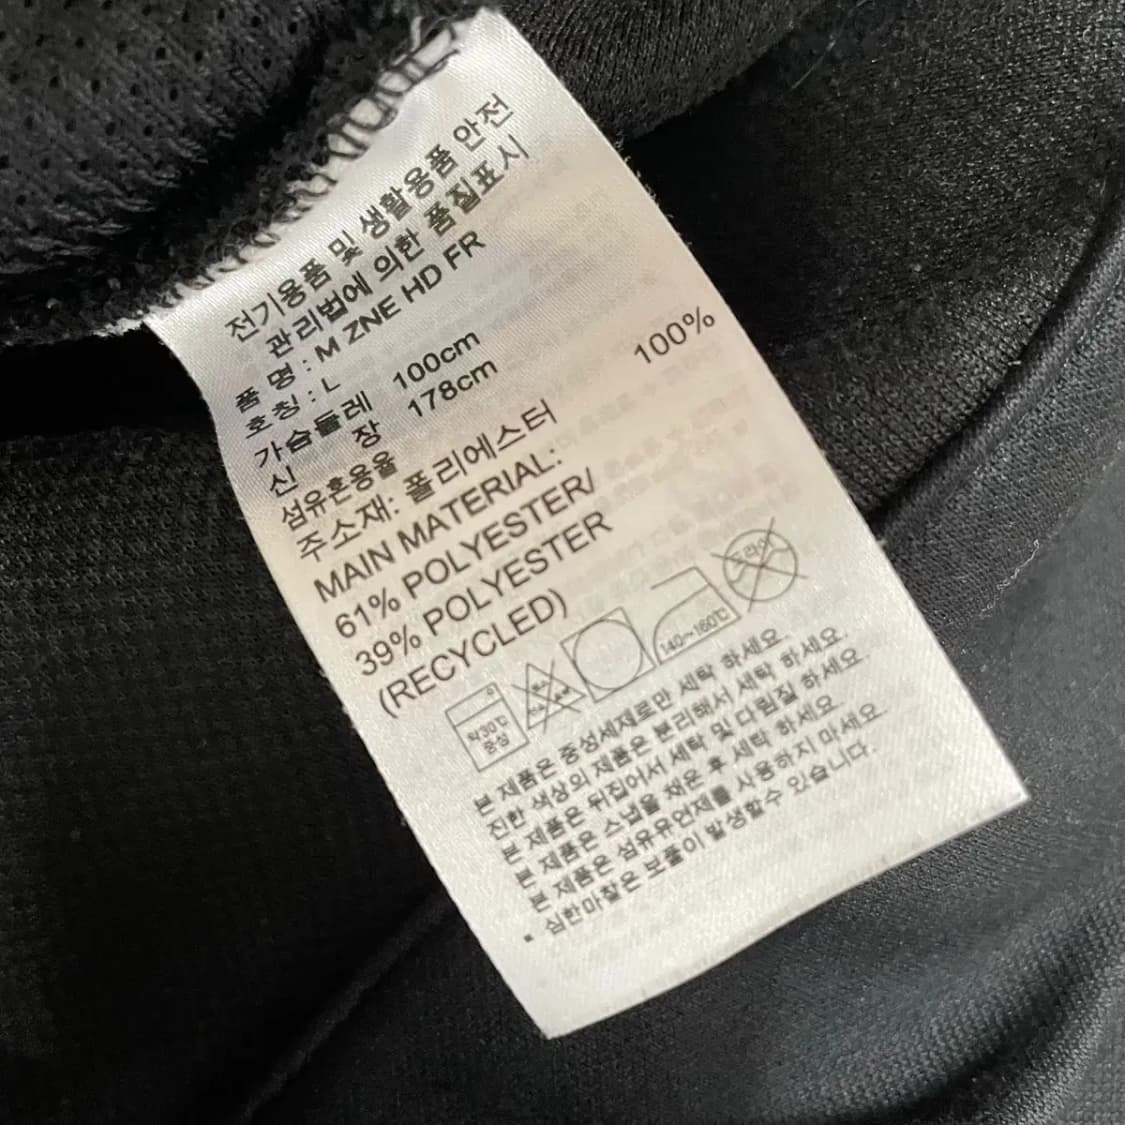 전기용품 및 생활용품 안전
관리법에 의한 품질표시
품 명 : M ZNE HD FR
호칭 : L
가슴둘레 100cm
신 장 178cm
섬유혼용율
주소재: 폴리에스터 100%
MAIN MATERIAL:
61% POLYESTER/
39% POLYESTER
(RECYCLED)
약30℃
중성
140~160℃
드라이
본 제품은 중성세제로만 세탁 하세요.
진한 색상의 제품은 분리해서 세탁 하세요.
본 제품은 뒤집어서 세탁 및 다림질 하세요.
본 제품은 스냅을 채운 후 세탁 하세요.
본 제품은 섬유유연제를 사용하지 마세요.
심한마찰은 보풀이 발생할수 있습니다.